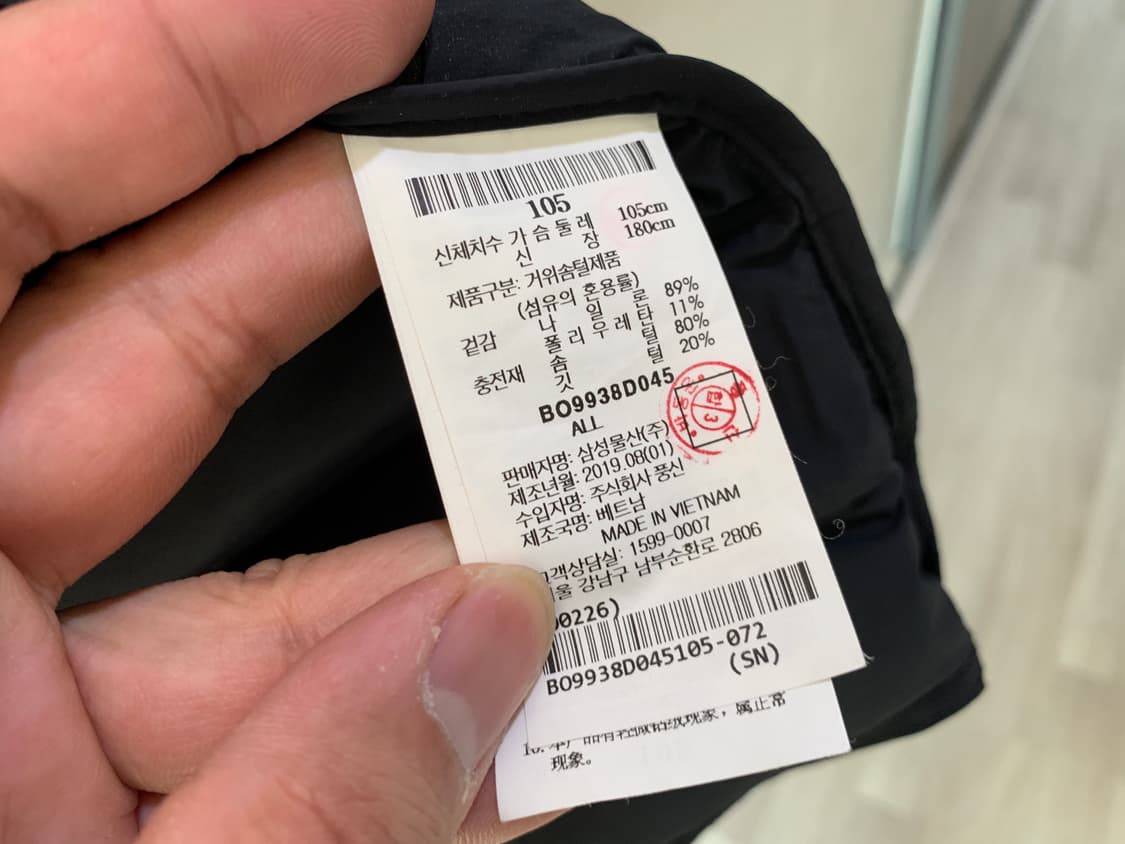 105
신체치수 가슴둘레 105cm
신장 180cm
제품구분: 거위솜털제품
(섬유의 혼용률)
겉감 나일론 89%
폴리우레탄 11%
충전재 솜털 80%
깃털 20%
BO9938D045
ALL
판매자명: 삼성물산(주)
제조년월: 2019.08(01)
수입자명: 주식회사 풍신
제조국명: 베트남
MADE IN VIETNAM
객상담실: 1599-0007
울 강남구 남부순환로 2806
0226)
BO9938D045105-072
(SN)
属正常
现象。